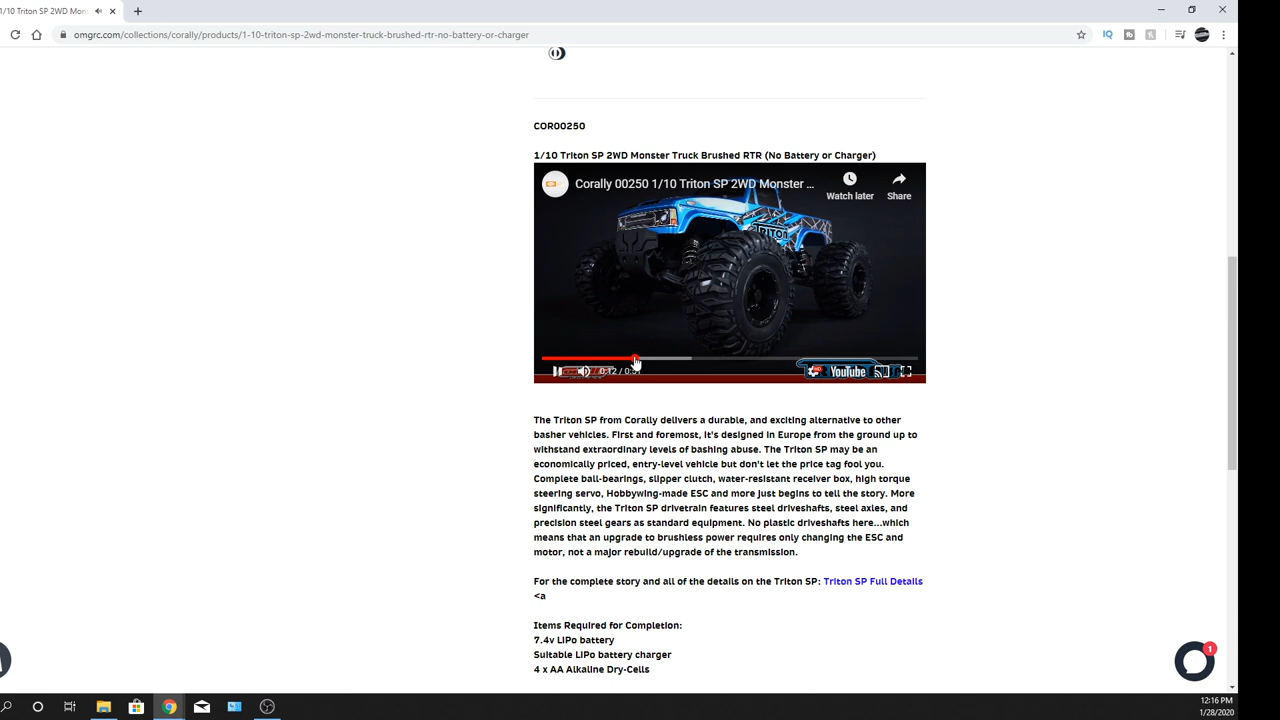 1/10 Triton SP 2WD Mon
omgrc.com/collections/corally/products/1-10-triton-sp-2wd-monster-truck-brushed-rtr-no-battery-or-charger
IQ
COR00250
1/10 Triton SP 2WD Monster Truck Brushed RTR (No Battery or Charger)
Corally 00250 1/10 Triton SP 2WD Monster ...
Watch later
Share
TRITON
0:12 / 0:51
HD
YouTube
The Triton SP from Corally delivers a durable, and exciting alternative to other
basher vehicles. First and foremost, it's designed in Europe from the ground up to
withstand extraordinary levels of bashing abuse. The Triton SP may be an
economically priced, entry-level vehicle but don't let the price tag fool you.
Complete ball-bearings, slipper clutch, water-resistant receiver box, high torque
steering servo, Hobbywing-made ESC and more just begins to tell the story. More
significantly, the Triton SP drivetrain features steel driveshafts, steel axles, and
precision steel gears as standard equipment. No plastic driveshafts here...which
means that an upgrade to brushless power requires only changing the ESC and
motor, not a major rebuild/upgrade of the transmission.
For the complete story and all of the details on the Triton SP: Triton SP Full Details
<a
Items Required for Completion:
7.4v LiPo battery
Suitable LiPo battery charger
4 x AA Alkaline Dry-Cells
1
12:16 PM
1/28/2020